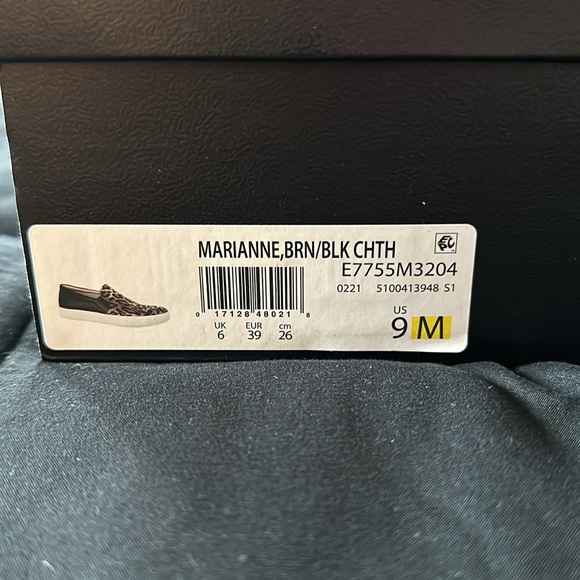 MARIANNE,BRN/BLK CHTH
E7755M3204
0221 5100413948 S1
0 17128 48021 8
UK EUR cm
6 39 26
US
9 M